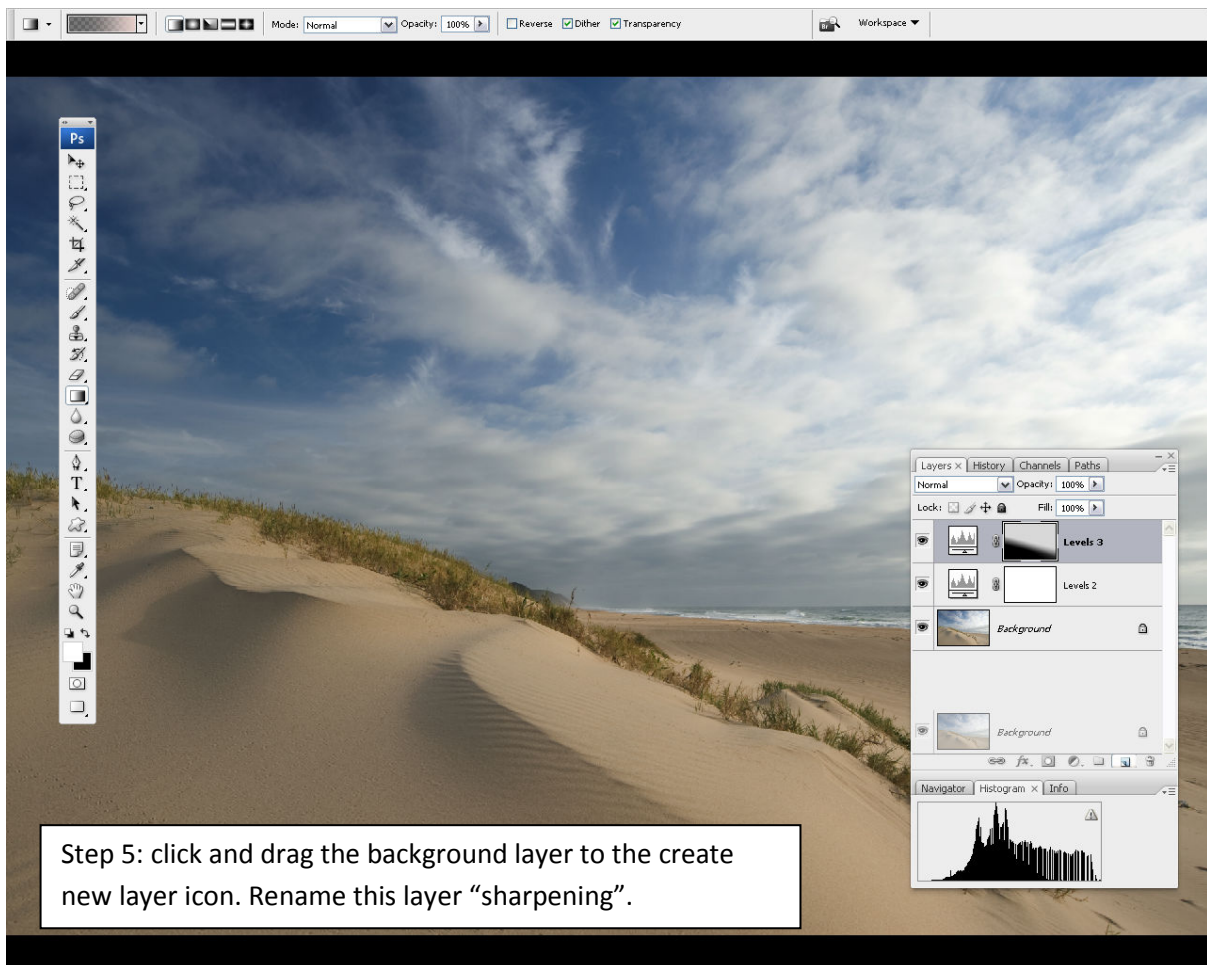 Mode: Normal Opacity: 100% Reverse Dither Transparency Workspace
Ps
T
Layers × History Channels Paths
Normal Opacity: 100%
Lock: Fill: 100%
Levels 3
Levels 2
Background
Background
fx
Navigator Histogram × Info
Step 5: click and drag the background layer to the create
new layer icon. Rename this layer “sharpening”.